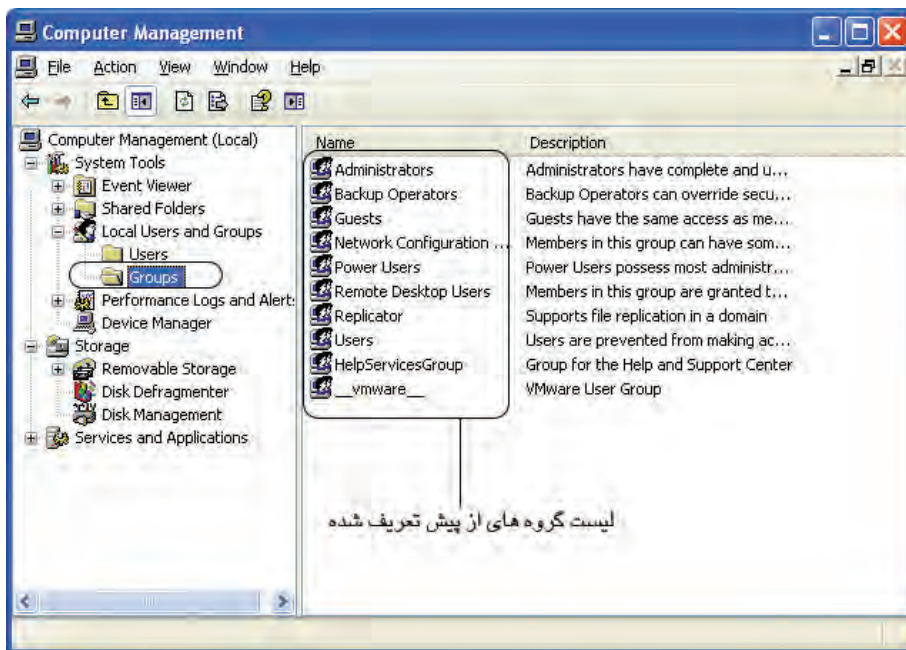 Computer Management
File Action View Window Help
Computer Management (Local)
System Tools
Event Viewer
Shared Folders
Local Users and Groups
Users
Groups
Performance Logs and Alert
Device Manager
Storage
Removable Storage
Disk Defragmenter
Disk Management
Services and Applications
Name Description
Administrators Administrators have complete and u...
Backup Operators Backup Operators can override secu...
Guests Guests have the same access as me...
Network Configuration ... Members in this group can have som...
Power Users Power Users possess most administr...
Remote Desktop Users Members in this group are granted t...
Replicator Supports file replication in a domain
Users Users are prevented from making ac...
HelpServicesGroup Group for the Help and Support Center
__vmware__ VMware User Group
لیست گروه های از پیش تعریف شده